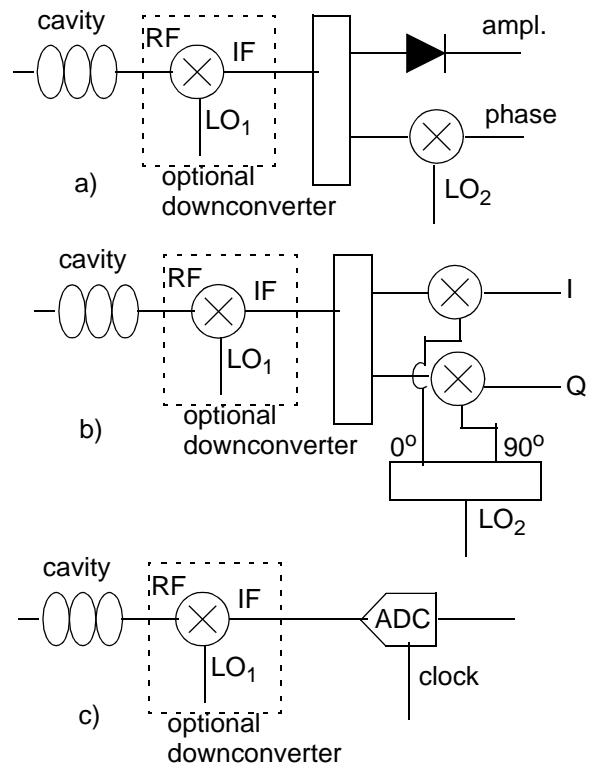 cavity
RF
IF
LO₁
optional
downconverter
ampl.
phase
LO₂
a)
cavity
RF
IF
LO₁
optional
downconverter
I
Q
0º
90º
LO₂
b)
cavity
RF
IF
LO₁
optional
downconverter
ADC
clock
c)